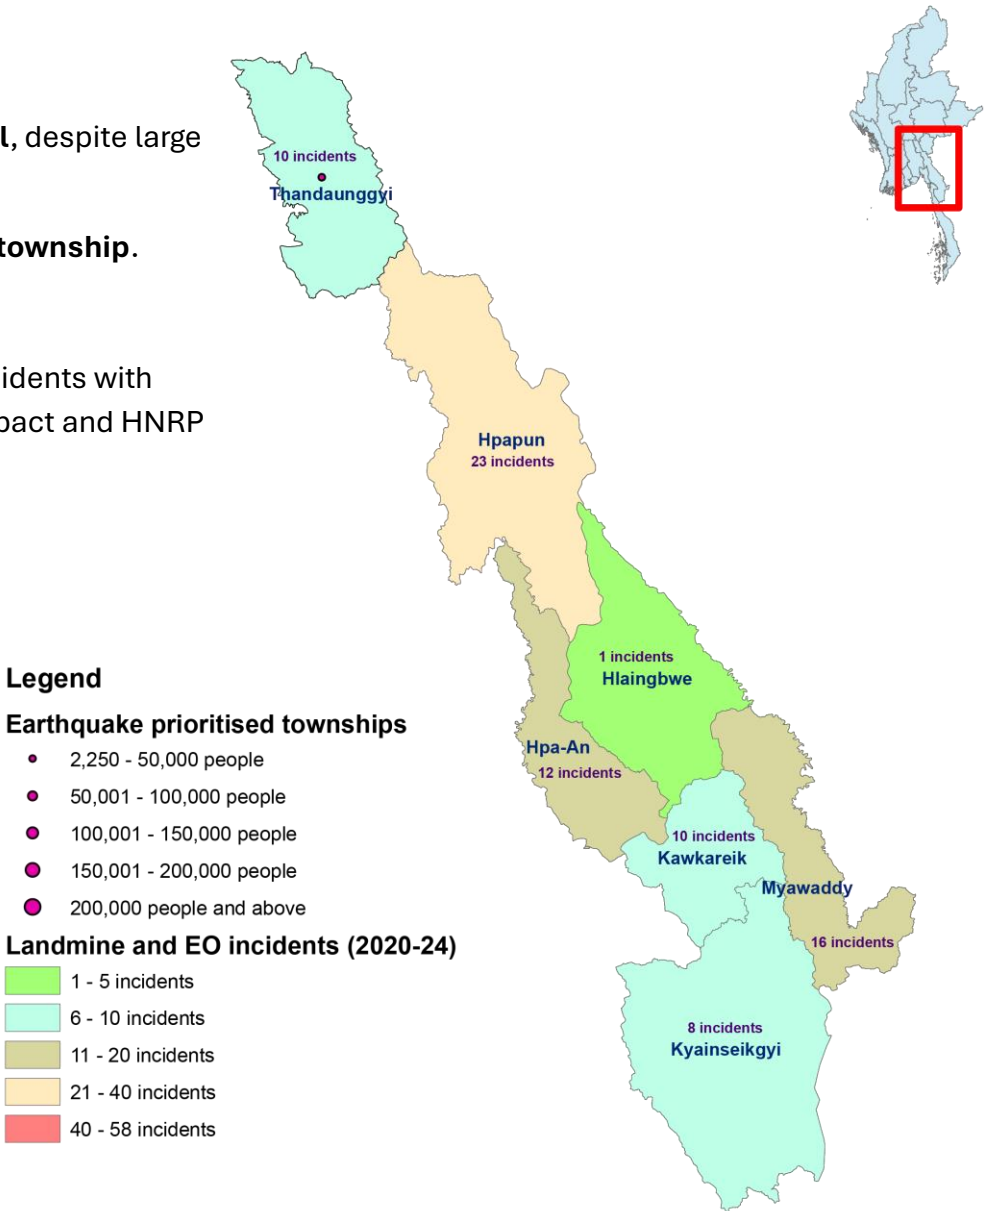 l, despite large
township.
idents with
pact and HNRP
10 incidents
Thandaunggyi
Hpapun
23 incidents
1 incidents
Hlaingbwe
Hpa-An
12 incidents
10 incidents
Kawkareik
Myawaddy
16 incidents
8 incidents
Kyainseikgyi
Legend
Earthquake prioritised townships
2,250 - 50,000 people
50,001 - 100,000 people
100,001 - 150,000 people
150,001 - 200,000 people
200,000 people and above
Landmine and EO incidents (2020-24)
1 - 5 incidents
6 - 10 incidents
11 - 20 incidents
21 - 40 incidents
40 - 58 incidents